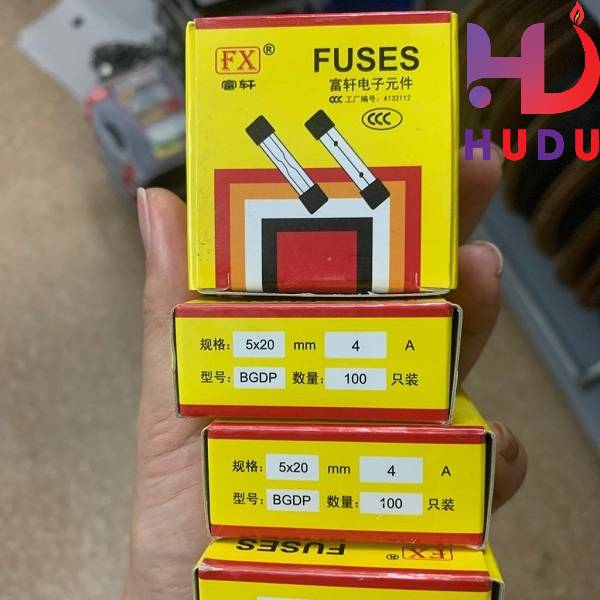 FX ®
富轩
FUSES
富轩电子元件
CCC 工厂编号: A132112
CCC
HUDU
规格: 5x20 mm 4 A
型号: BGDP 数量: 100 只装
规格: 5x20 mm 4 A
型号: BGDP 数量: 100 只装
FUSES
FX ®